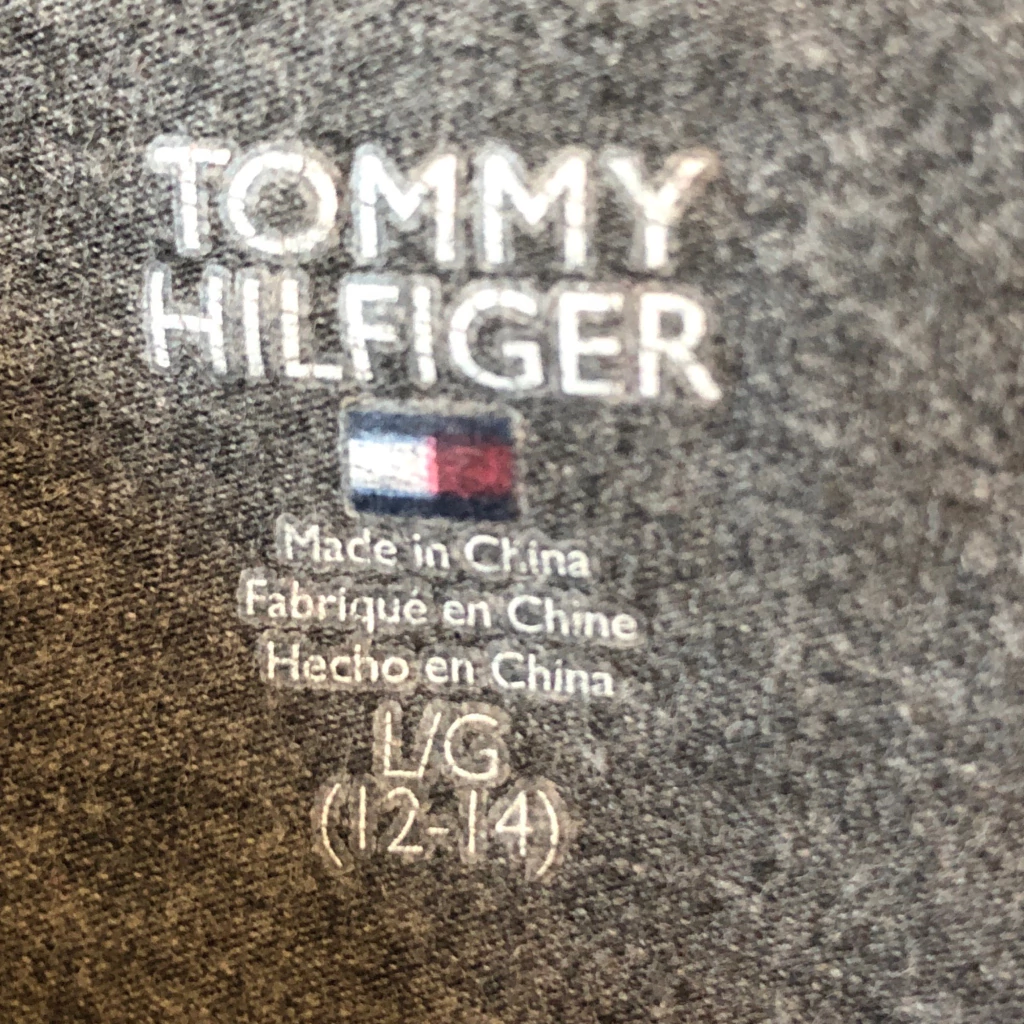 TOMMY
HILFIGER
Made in China
Fabriqué en Chine
Hecho en China
L/G
(12-14)